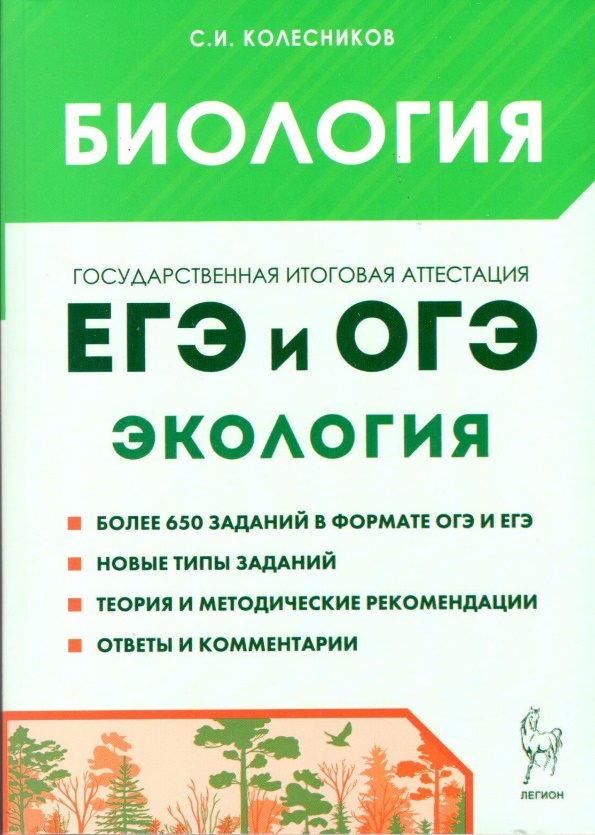 С.И. КОЛЕСНИКОВ
БИОЛОГИЯ
ГОСУДАРСТВЕННАЯ ИТОГОВАЯ АТТЕСТАЦИЯ
ЕГЭ и ОГЭ
ЭКОЛОГИЯ
БОЛЕЕ 650 ЗАДАНИЙ В ФОРМАТЕ ОГЭ И ЕГЭ
НОВЫЕ ТИПЫ ЗАДАНИЙ
ТЕОРИЯ И МЕТОДИЧЕСКИЕ РЕКОМЕНДАЦИИ
ОТВЕТЫ И КОММЕНТАРИИ
ЛЕГИОН